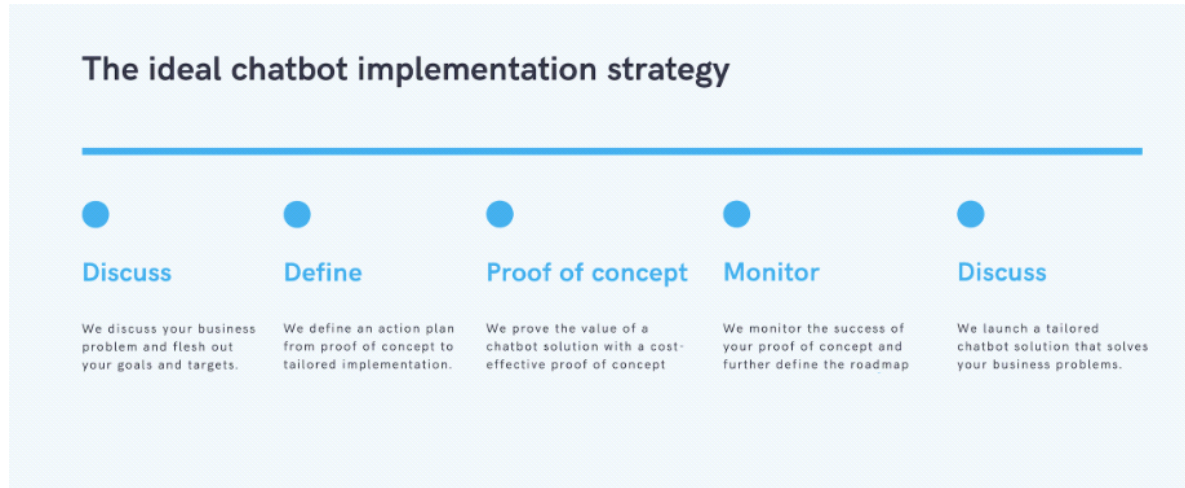 The ideal chatbot implementation strategy
Discuss
We discuss your business
problem and flesh out
your goals and targets.
Define
We define an action plan
from proof of concept to
tailored implementation.
Proof of concept
We prove the value of a
chatbot solution with a cost-
effective proof of concept
Monitor
We monitor the success of
your proof of concept and
further define the roadmap
Discuss
We launch a tailored
chatbot solution that solves
your business problems.